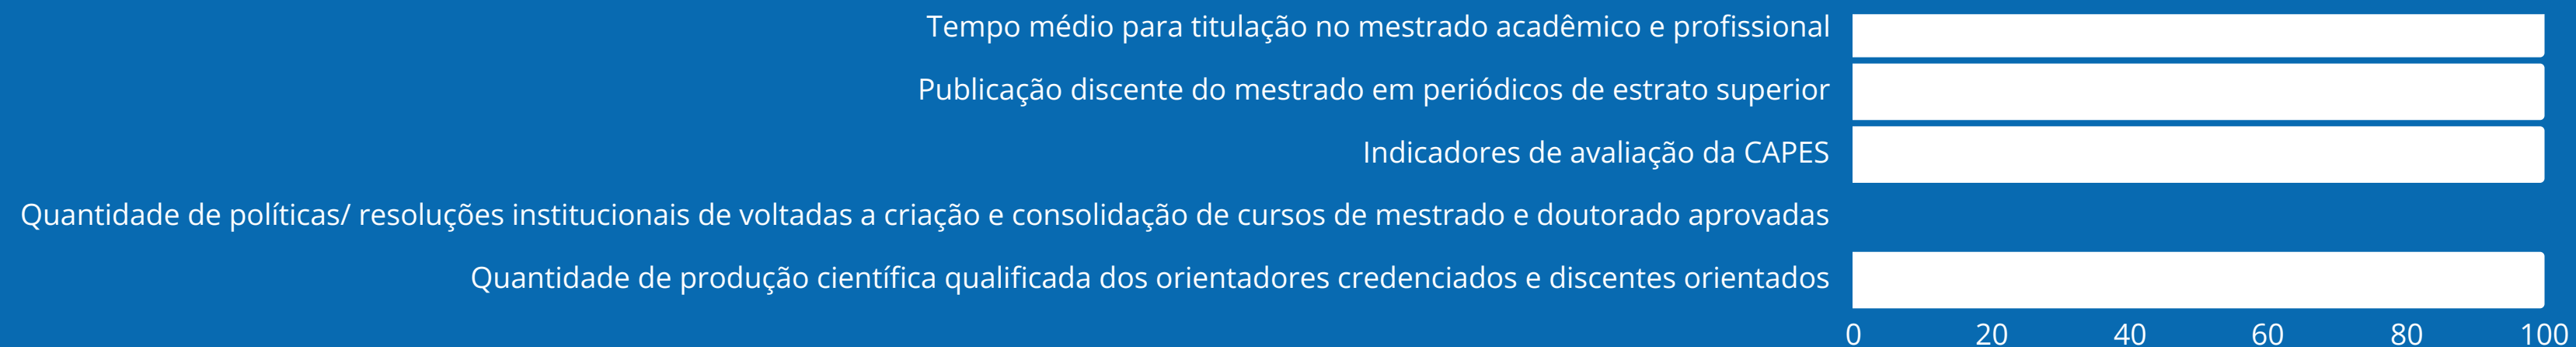 Tempo médio para titulação no mestrado acadêmico e profissional
Publicação discente do mestrado em periódicos de estrato superior
Indicadores de avaliação da CAPES
Quantidade de políticas/ resoluções institucionais de voltadas a criação e consolidação de cursos de mestrado e doutorado aprovadas
Quantidade de produção científica qualificada dos orientadores credenciados e discentes orientados
0 20 40 60 80 100